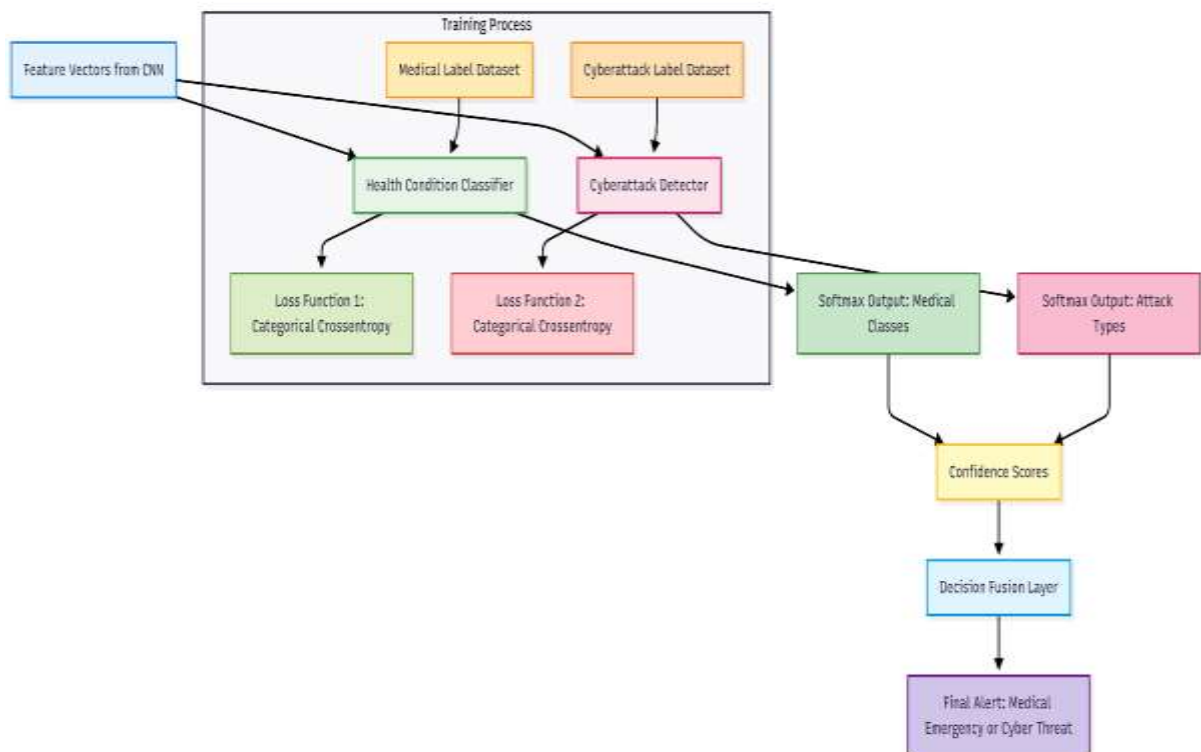 Training Process
Feature Vectors from CNN
Medical Label Dataset
Cyberattack Label Dataset
Health Condition Classifier
Cyberattack Detector
Loss Function 1:
Categorical Crossentropy
Loss Function 2:
Categorical Crossentropy
Softmax Output: Medical
Classes
Softmax Output: Attack
Types
Confidence Scores
Decision Fusion Layer
Final Alert: Medical
Emergency or Cyber Threat